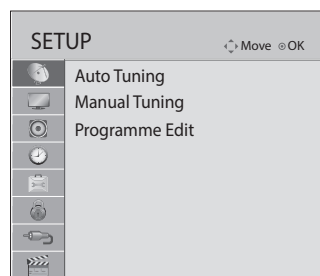 SETUP
Move OK
Auto Tuning
Manual Tuning
Programme Edit